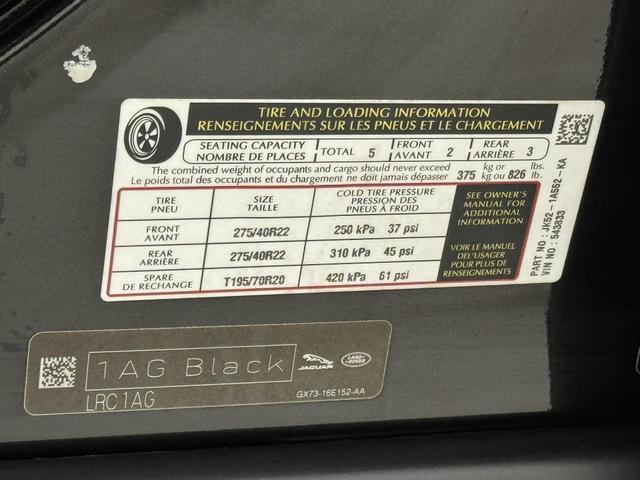 TIRE AND LOADING INFORMATION
RENSEIGNEMENTS SUR LES PNEUS ET LE CHARGEMENT
SEATING CAPACITY
NOMBRE DE PLACES
TOTAL 5
FRONT
AVANT 2
REAR
ARRIÈRE 3
The combined weight of occupants and cargo should never exceed 375 kg or 826 lbs.
Le poids total des occupants et du chargement ne doit jamais dépasser 375 kg ou 826 lb.
TIRE
PNEU
SIZE
TAILLE
COLD TIRE PRESSURE
PRESSION DES
PNEUS À FROID
FRONT
AVANT
275/40R22
250 kPa 37 psi
REAR
ARRIÈRE
275/40R22
310 kPa 45 psi
SPARE
DE RECHANGE
T195/70R20
420 kPa 61 psi
SEE OWNER'S
MANUAL FOR
ADDITIONAL
INFORMATION
VOIR LE MANUEL
DEL'USAGER
POUR PLUS DE
RENSEIGNEMENTS
PART NO : JK52-1A552-KA
VIN NO : 543833
1AG Black
LRC1AG
JAGUAR
LAND ROVER
GX73-16E152-AA